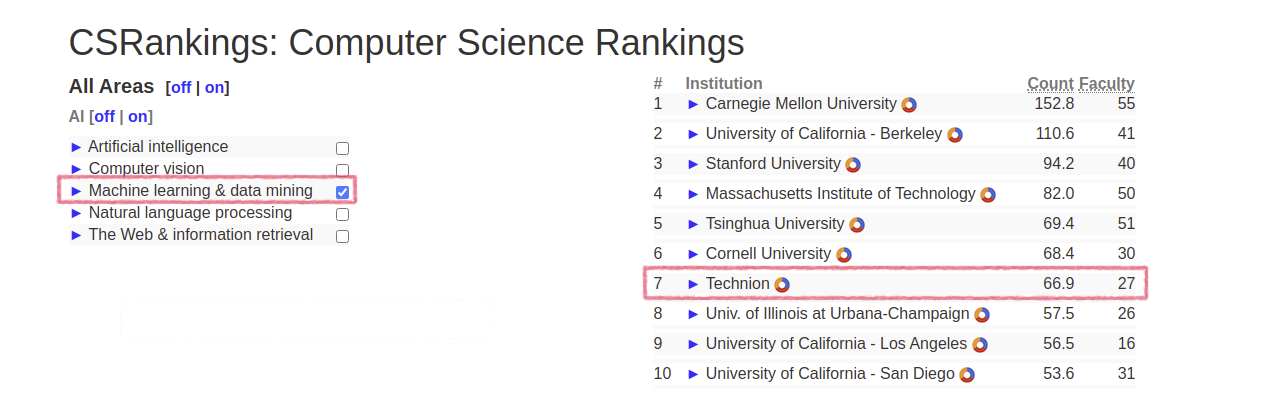 CSRankings: Computer Science Rankings
All Areas [off | on]
AI [off | on]
► Artificial intelligence
► Computer vision
► Machine learning & data mining
► Natural language processing
► The Web & information retrieval
# Institution Count Faculty
1 ► Carnegie Mellon University 152.8 55
2 ► University of California - Berkeley 110.6 41
3 ► Stanford University 94.2 40
4 ► Massachusetts Institute of Technology 82.0 50
5 ► Tsinghua University 69.4 51
6 ► Cornell University 68.4 30
7 ► Technion 66.9 27
8 ► Univ. of Illinois at Urbana-Champaign 57.5 26
9 ► University of California - Los Angeles 56.5 16
10 ► University of California - San Diego 53.6 31